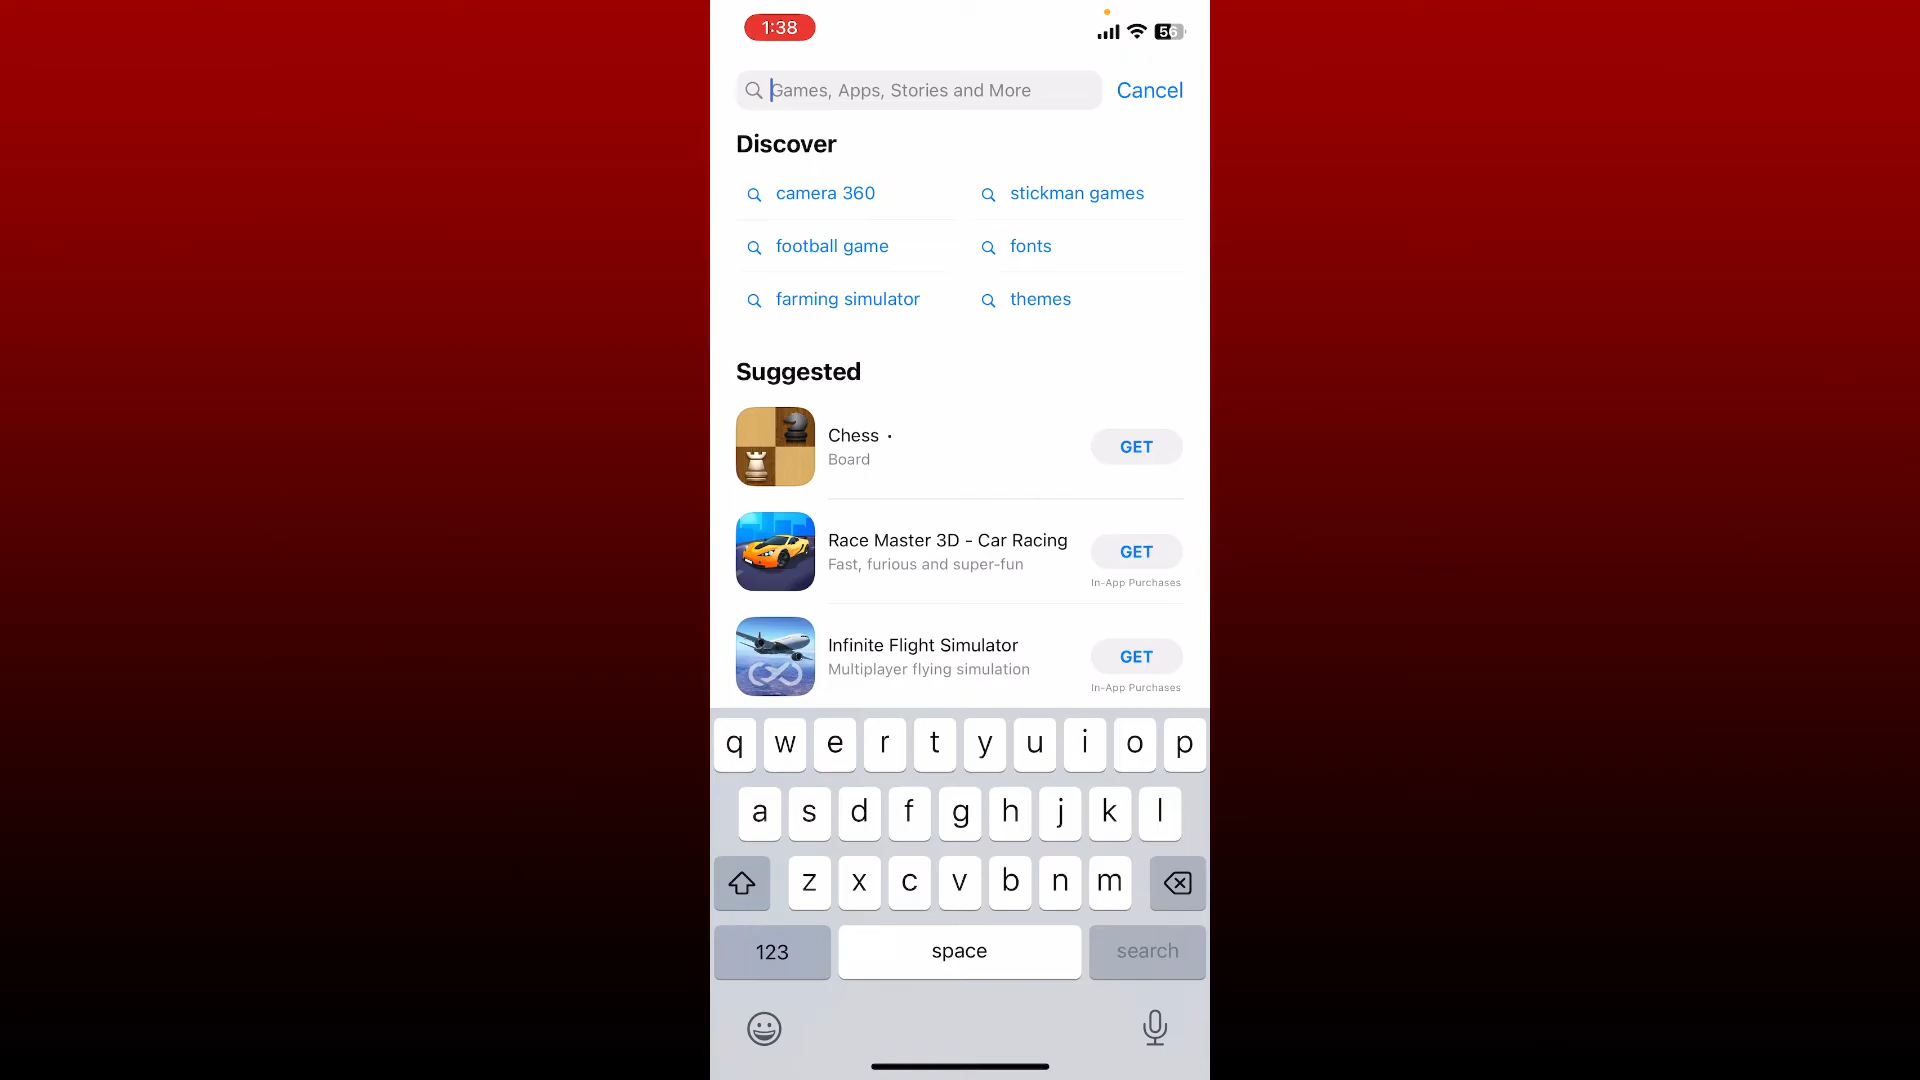 1:38
56
Games, Apps, Stories and More
Cancel
Discover
camera 360
stickman games
football game
fonts
farming simulator
themes
Suggested
Chess •
Board
GET
Race Master 3D - Car Racing
Fast, furious and super-fun
GET
In-App Purchases
Infinite Flight Simulator
Multiplayer flying simulation
GET
In-App Purchases
q w e r t y u i o p
a s d f g h j k l
z x c v b n m
123 space search